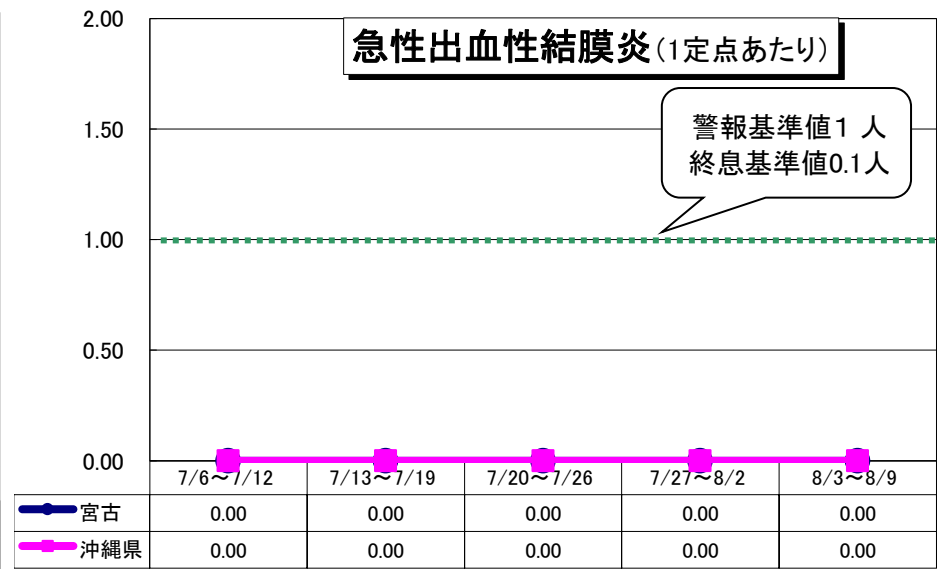 急性出血性結膜炎(1定点あたり)
警報基準値1 人
終息基準値0.1人
2.00
1.50
1.00
0.50
0.00
7/6～7/12 7/13～7/19 7/20～7/26 7/27～8/2 8/3～8/9
宮古 0.00 0.00 0.00 0.00 0.00
沖縄県 0.00 0.00 0.00 0.00 0.00